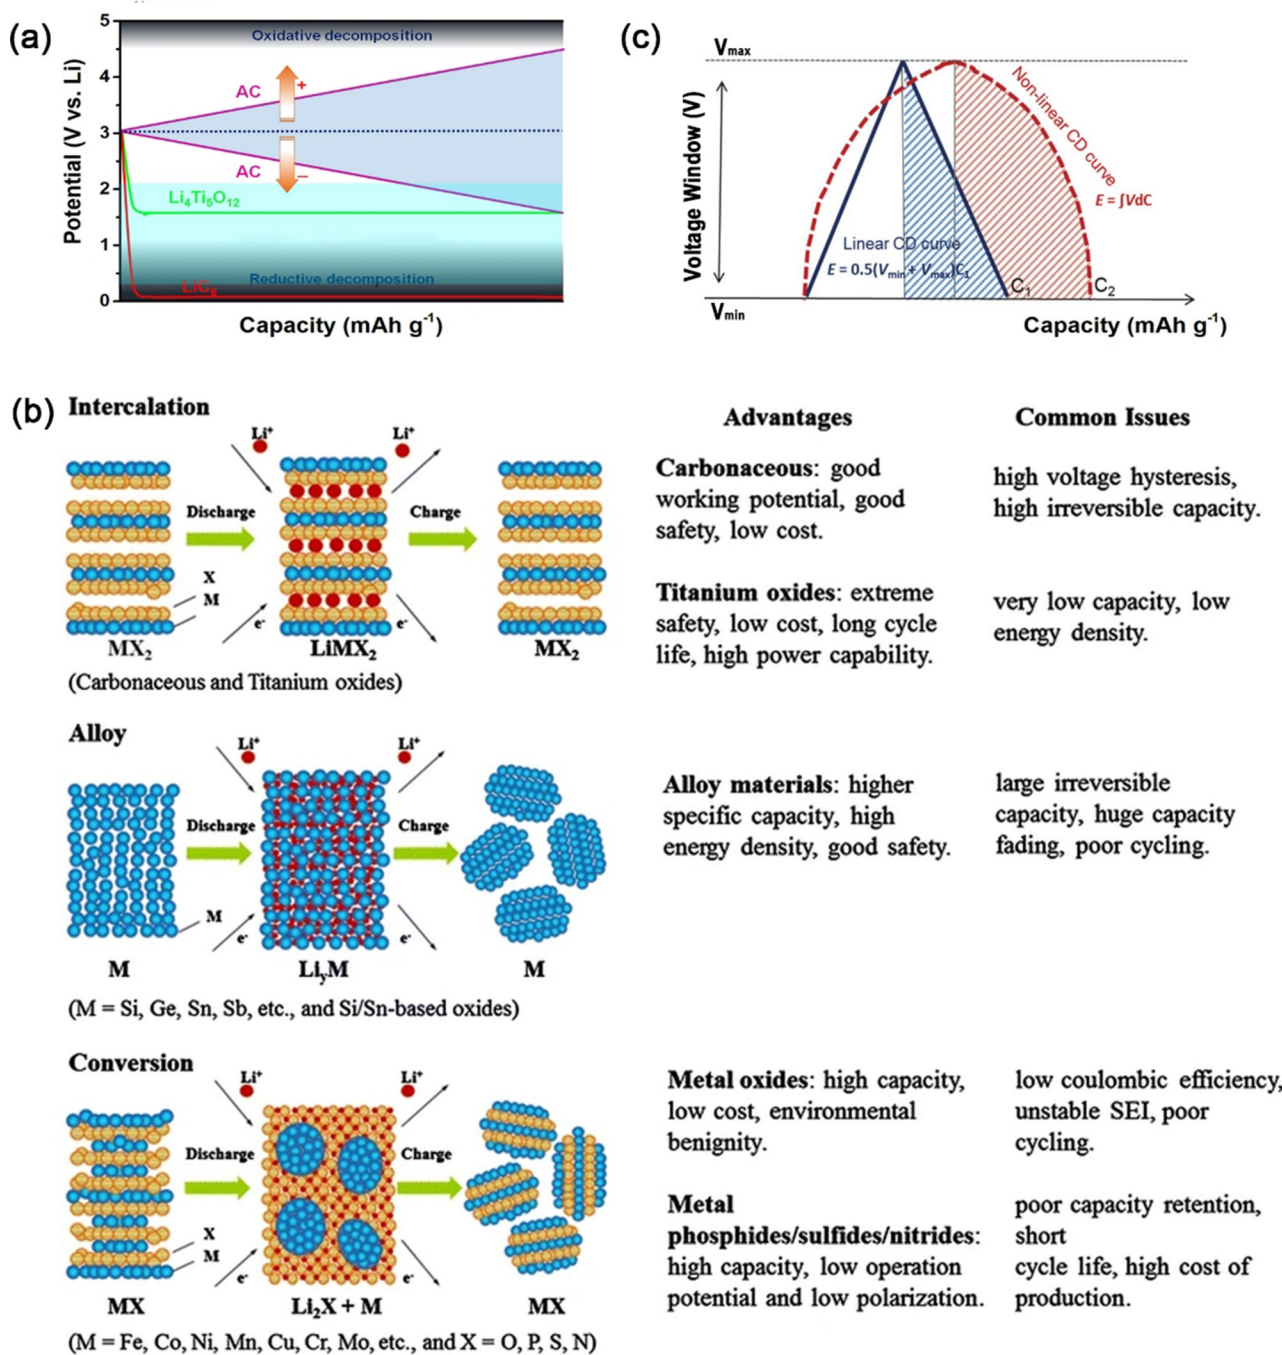 (a)
5
4
3
2
1
0
Potential (V vs. Li)
Oxidative decomposition
AC
+
AC
−
Li₄Ti₅O₁₂
Reductive decomposition
LiC₆
Capacity (mAh g⁻¹)
(c)
Vmax
Voltage Window (V)
Non-linear CD curve
E = ∫VdC
Linear CD curve
E = 0.5(Vmin + Vmax)C₁
C₁
C₂
Vmin
Capacity (mAh g⁻¹)
(b)
Intercalation
Li⁺
Li⁺
Discharge
Charge
X
M
e⁻
e⁻
MX₂
LiMX₂
MX₂
(Carbonaceous and Titanium oxides)
Advantages
Common Issues
Carbonaceous: good
working potential, good
safety, low cost.
high voltage hysteresis,
high irreversible capacity.
Titanium oxides: extreme
safety, low cost, long cycle
life, high power capability.
very low capacity, low
energy density.
Alloy
Li⁺
Li⁺
Discharge
Charge
M
e⁻
e⁻
M
LiyM
M
(M = Si, Ge, Sn, Sb, etc., and Si/Sn-based oxides)
Alloy materials: higher
specific capacity, high
energy density, good safety.
large irreversible
capacity, huge capacity
fading, poor cycling.
Conversion
Li⁺
Li⁺
Discharge
Charge
X
M
e⁻
e⁻
MX
Li₂X + M
MX
(M = Fe, Co, Ni, Mn, Cu, Cr, Mo, etc., and X = O, P, S, N)
Metal oxides: high capacity,
low cost, environmental
benignity.
low coulombic efficiency,
unstable SEI, poor
cycling.
Metal
phosphides/sulfides/nitrides:
high capacity, low operation
potential and low polarization.
poor capacity retention,
short
cycle life, high cost of
production.